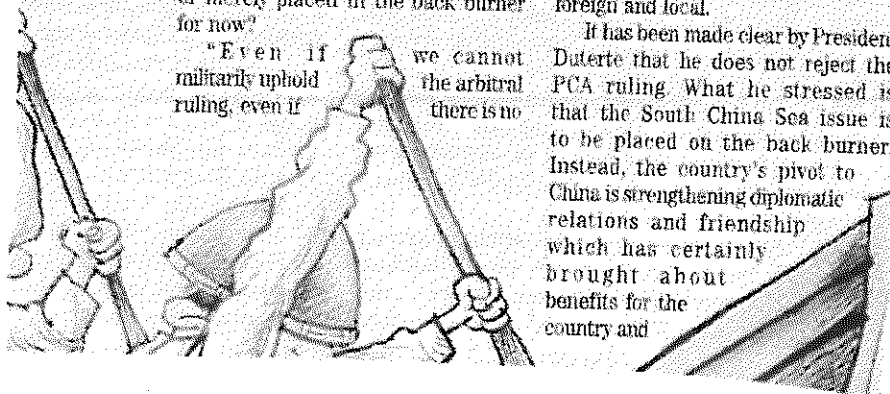 or merely placed in the back burner
for now?
"Even if we cannot
militarily uphold the arbitral
ruling, even if there is no
foreign and local.
It has been made clear by Presiden
Duterte that he does not reject the
PCA ruling. What he stressed is
that the South China Sea issue is
to be placed on the back burner.
Instead, the country's pivot to
China is strengthening diplomatic
relations and friendship
which has certainly
brought about
benefits for the
country and